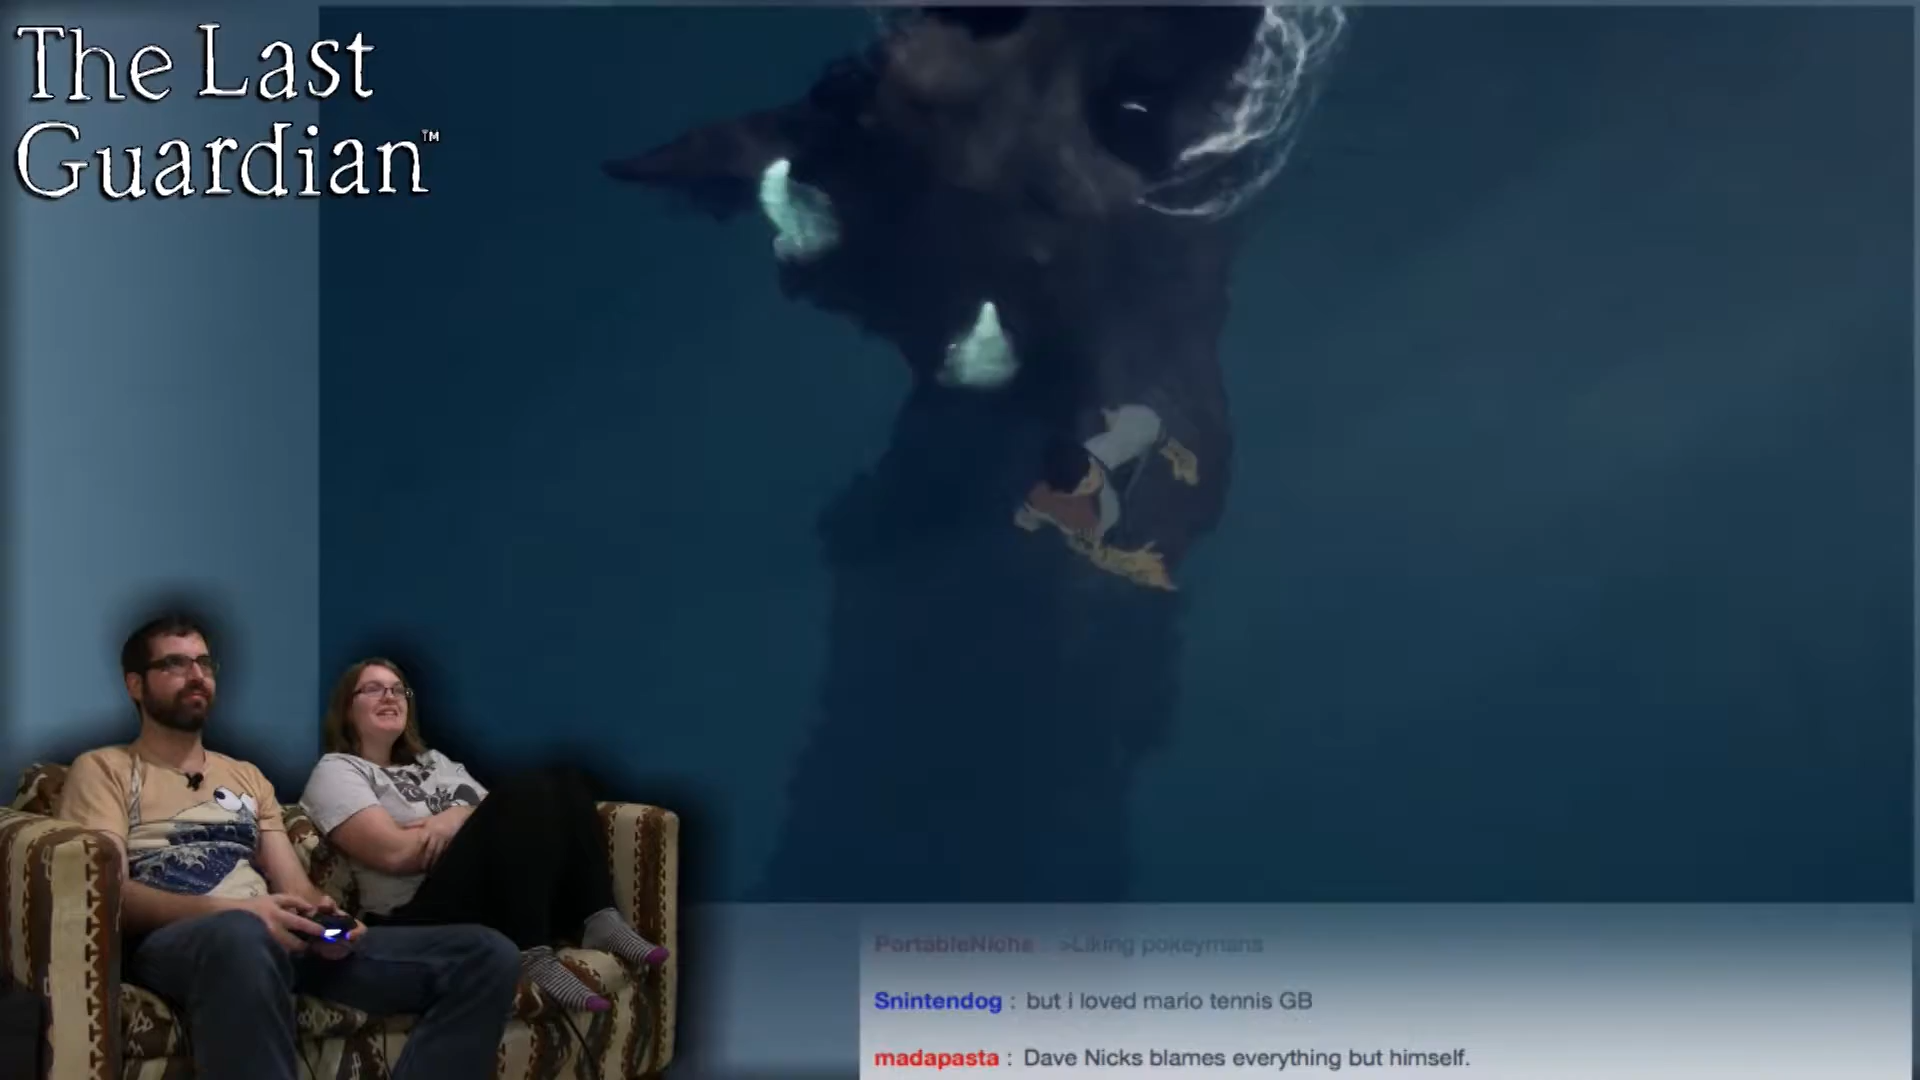 The Last
Guardian™
PortableNiche : >Liking pokeymans
Snintendog : but i loved mario tennis GB
madapasta : Dave Nicks blames everything but himself.